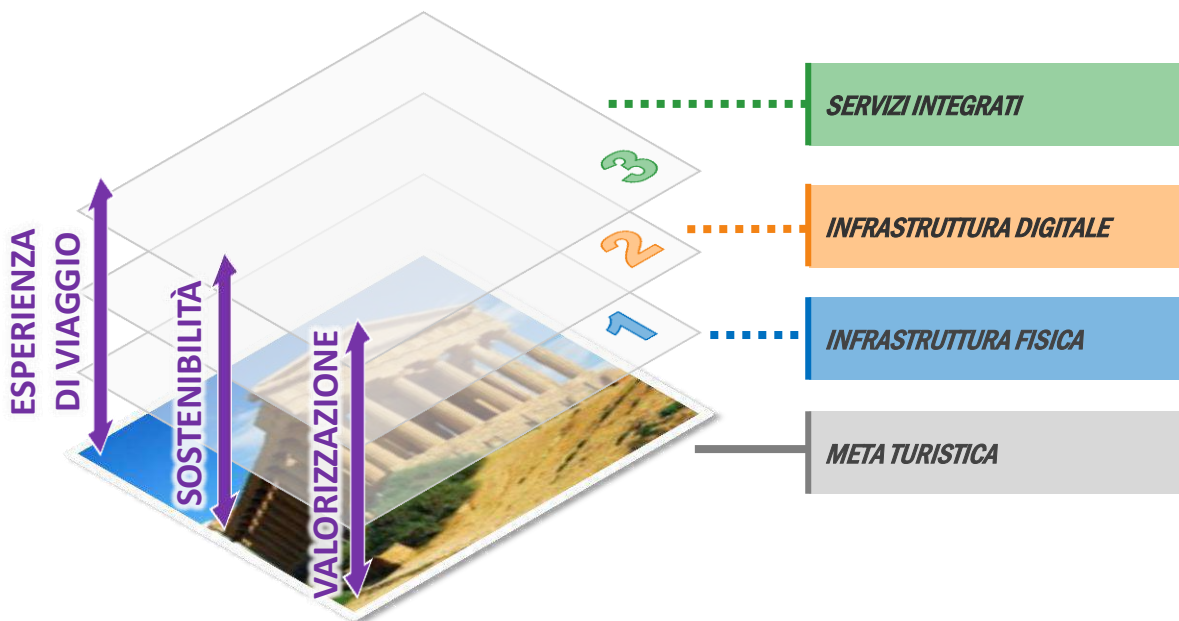 SERVIZI INTEGRATI
3
INFRASTRUTTURA DIGITALE
2
INFRASTRUTTURA FISICA
1
META TURISTICA
ESPERIENZA
DI VIAGGIO
SOSTENIBILITÀ
VALORIZZAZIONE